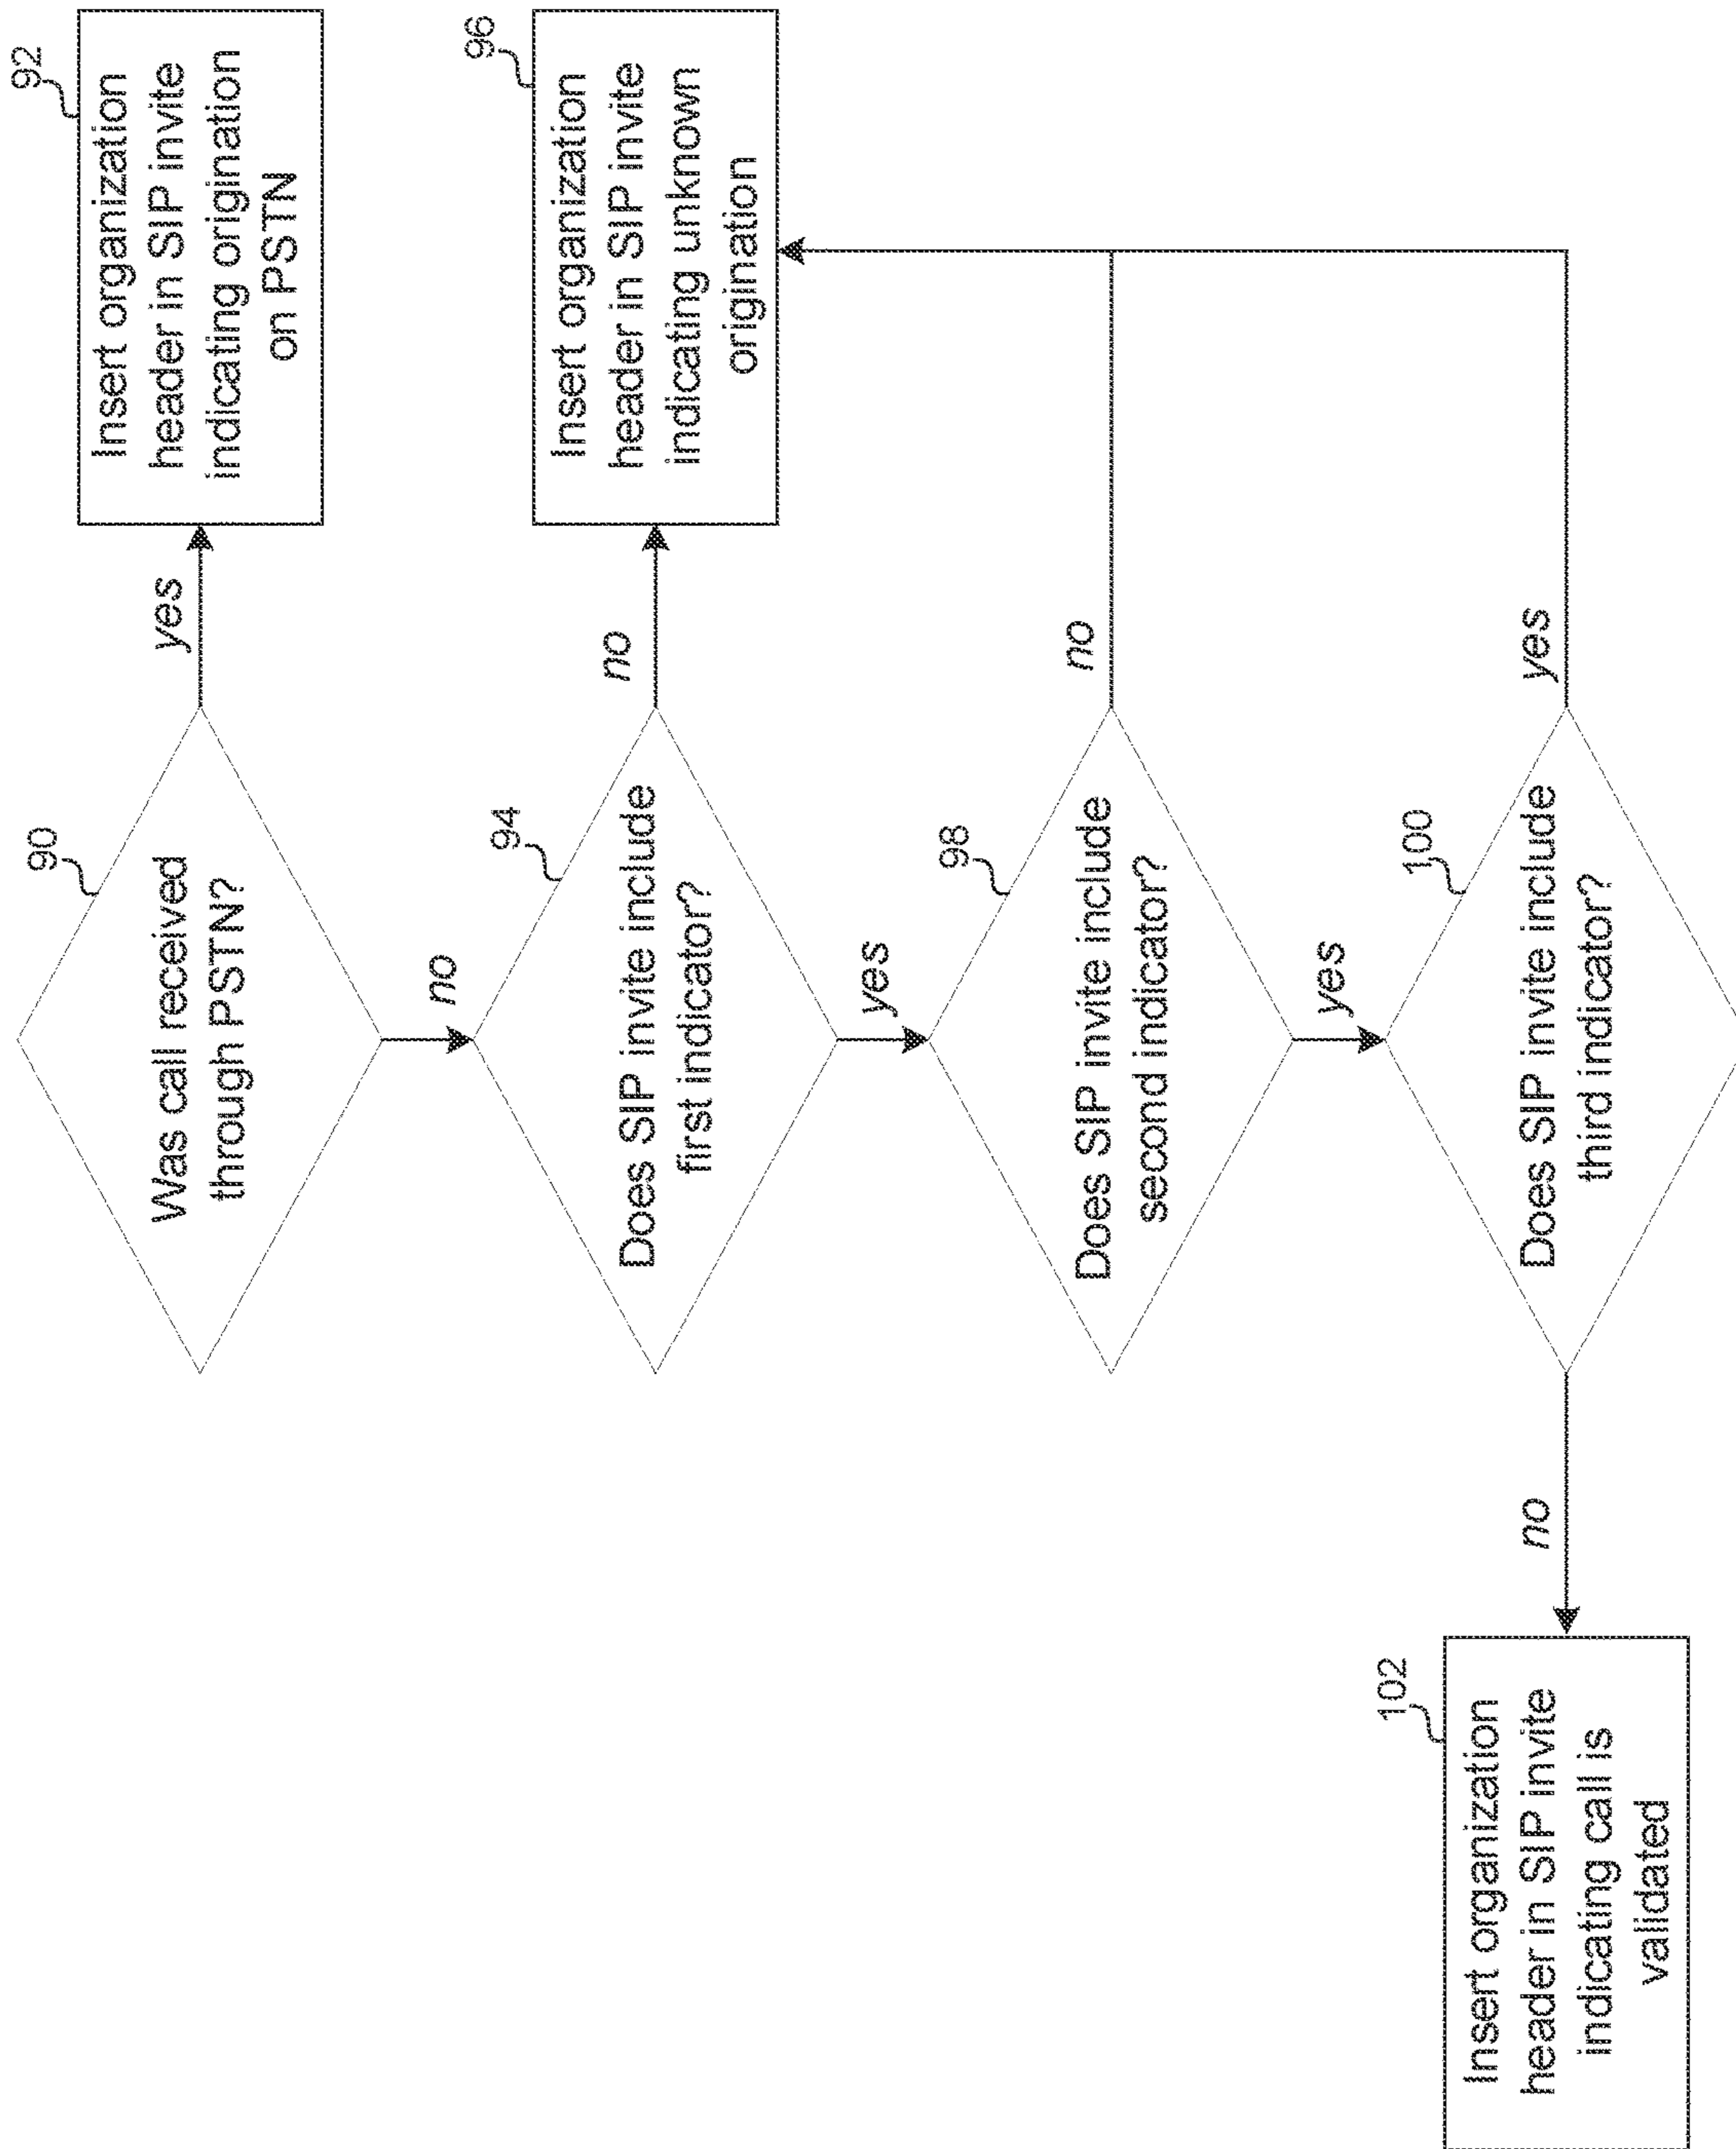 90
Was call received
through PSTN?
yes
92
Insert organization
header in SIP invite
indicating origination
on PSTN
no
94
Does SIP invite include
first indicator?
no
96
Insert organization
header in SIP invite
indicating unknown
origination
yes
98
Does SIP invite include
second indicator?
no
yes
100
Does SIP invite include
third indicator?
yes
no
102
Insert organization
header in SIP invite
indicating call is
validated